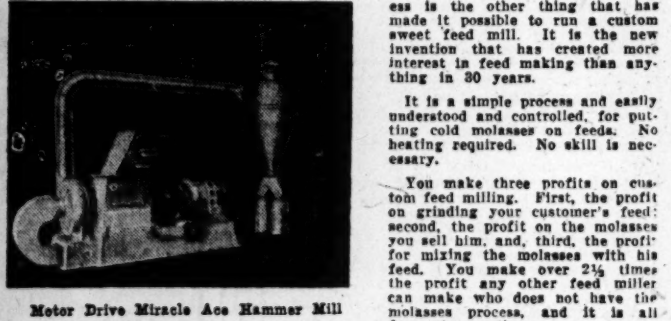 ess is the other thing that has
made it possible to run a custom
sweet feed mill. It is the new
invention that has created more
interest in feed making than any-
thing in 30 years.
It is a simple process and easily
understood and controlled, for put-
ting cold molasses on feeds. No
heating required. No skill is nec-
essary.
You make three profits on cus-
tom feed milling. First, the profit
on grinding your customer's feed;
second, the profit on the molasses
you sell him, and, third, the profit
for mixing the molasses with his
feed. You make over 2½ times
the profit any other feed miller
can make who does not have the
molasses process, and it is all
Motor Drive Miracle Ace Hammer Mill